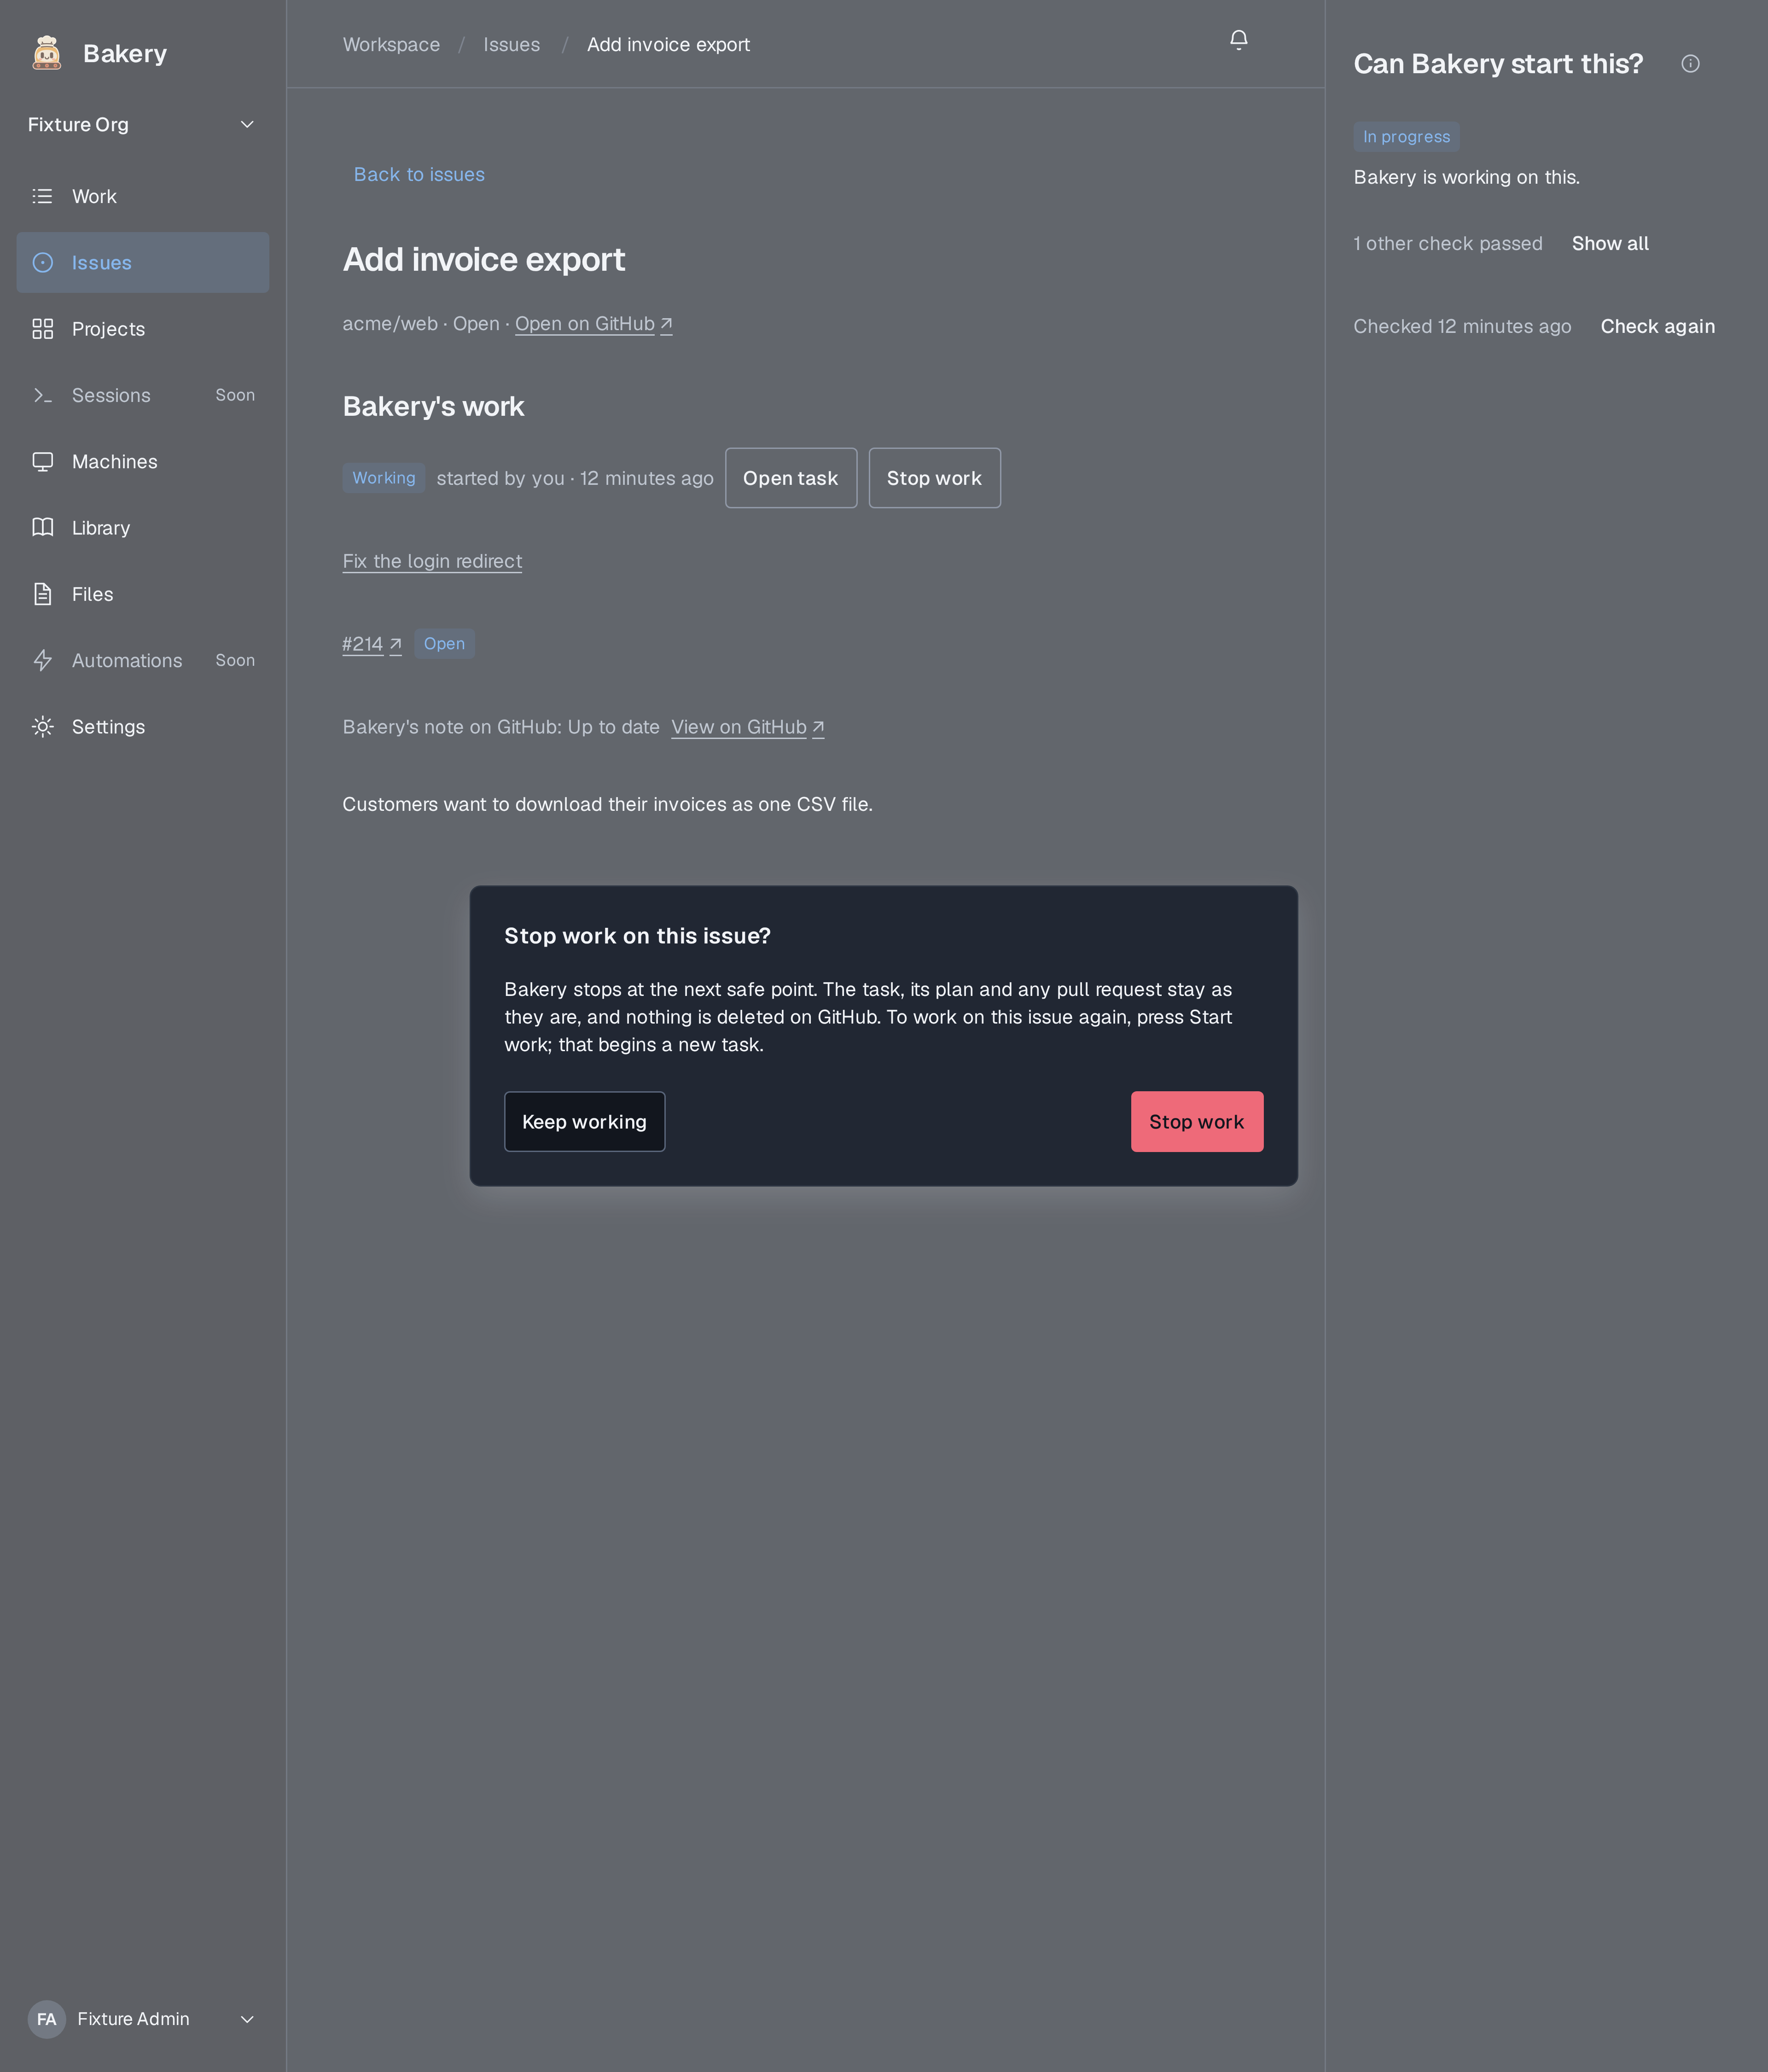 Bakery
Fixture Org
Work
Issues
Projects
Sessions Soon
Machines
Library
Files
Automations Soon
Settings
FA Fixture Admin
Workspace / Issues / Add invoice export
Back to issues
Add invoice export
acme/web · Open · Open on GitHub ↗
Bakery's work
Working started by you · 12 minutes ago Open task Stop work
Fix the login redirect
#214 ↗ Open
Bakery's note on GitHub: Up to date View on GitHub ↗
Customers want to download their invoices as one CSV file.
Stop work on this issue?
Bakery stops at the next safe point. The task, its plan and any pull request stay as
they are, and nothing is deleted on GitHub. To work on this issue again, press Start
work; that begins a new task.
Keep working Stop work
Can Bakery start this?
In progress
Bakery is working on this.
1 other check passed Show all
Checked 12 minutes ago Check again